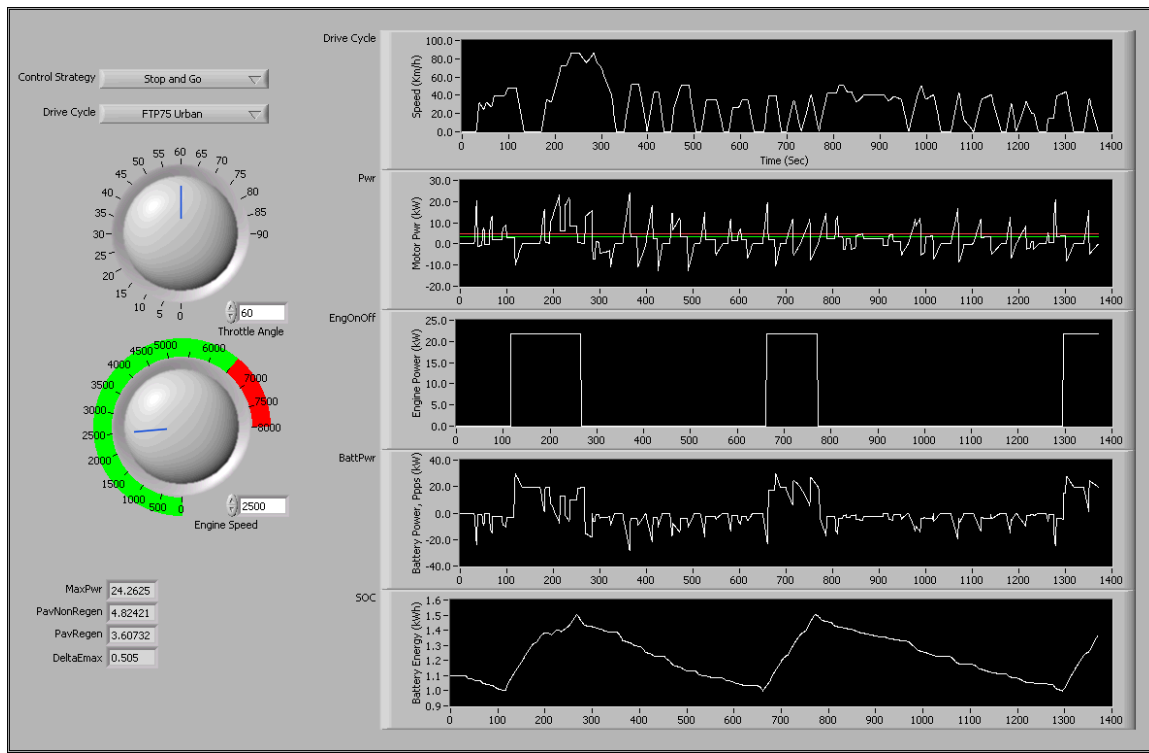 Control Strategy Stop and Go
Drive Cycle FTP75 Urban
0 5 10 15 20 25 30 35 40 45 50 55 60 65 70 75 80 85 90
60
Throttle Angle
0 500 1000 1500 2000 2500 3000 3500 4000 4500 5000 6000 7000 7500 8000
2500
Engine Speed
MaxPwr 24.2625
PavNonRegen 4.82421
PavRegen 3.60732
DeltaEmax 0.505
Drive Cycle
Speed (Km/h)
100.0
80.0
60.0
40.0
20.0
0.0
0 100 200 300 400 500 600 700 800 900 1000 1100 1200 1300 1400
Time (Sec)
Pwr
Motor Pwr (kW)
30.0
20.0
10.0
0.0
-10.0
-20.0
0 100 200 300 400 500 600 700 800 900 1000 1100 1200 1300 1400
EngOnOff
Engine Power (kW)
25.0
20.0
15.0
10.0
5.0
0.0
0 100 200 300 400 500 600 700 800 900 1000 1100 1200 1300 1400
BattPwr
Battery Power, Ppps (kW)
40.0
20.0
0.0
-20.0
-40.0
0 100 200 300 400 500 600 700 800 900 1000 1100 1200 1300 1400
SOC
Battery Energy (kWh)
1.6
1.5
1.4
1.3
1.2
1.1
1.0
0.9
0 100 200 300 400 500 600 700 800 900 1000 1100 1200 1300 1400